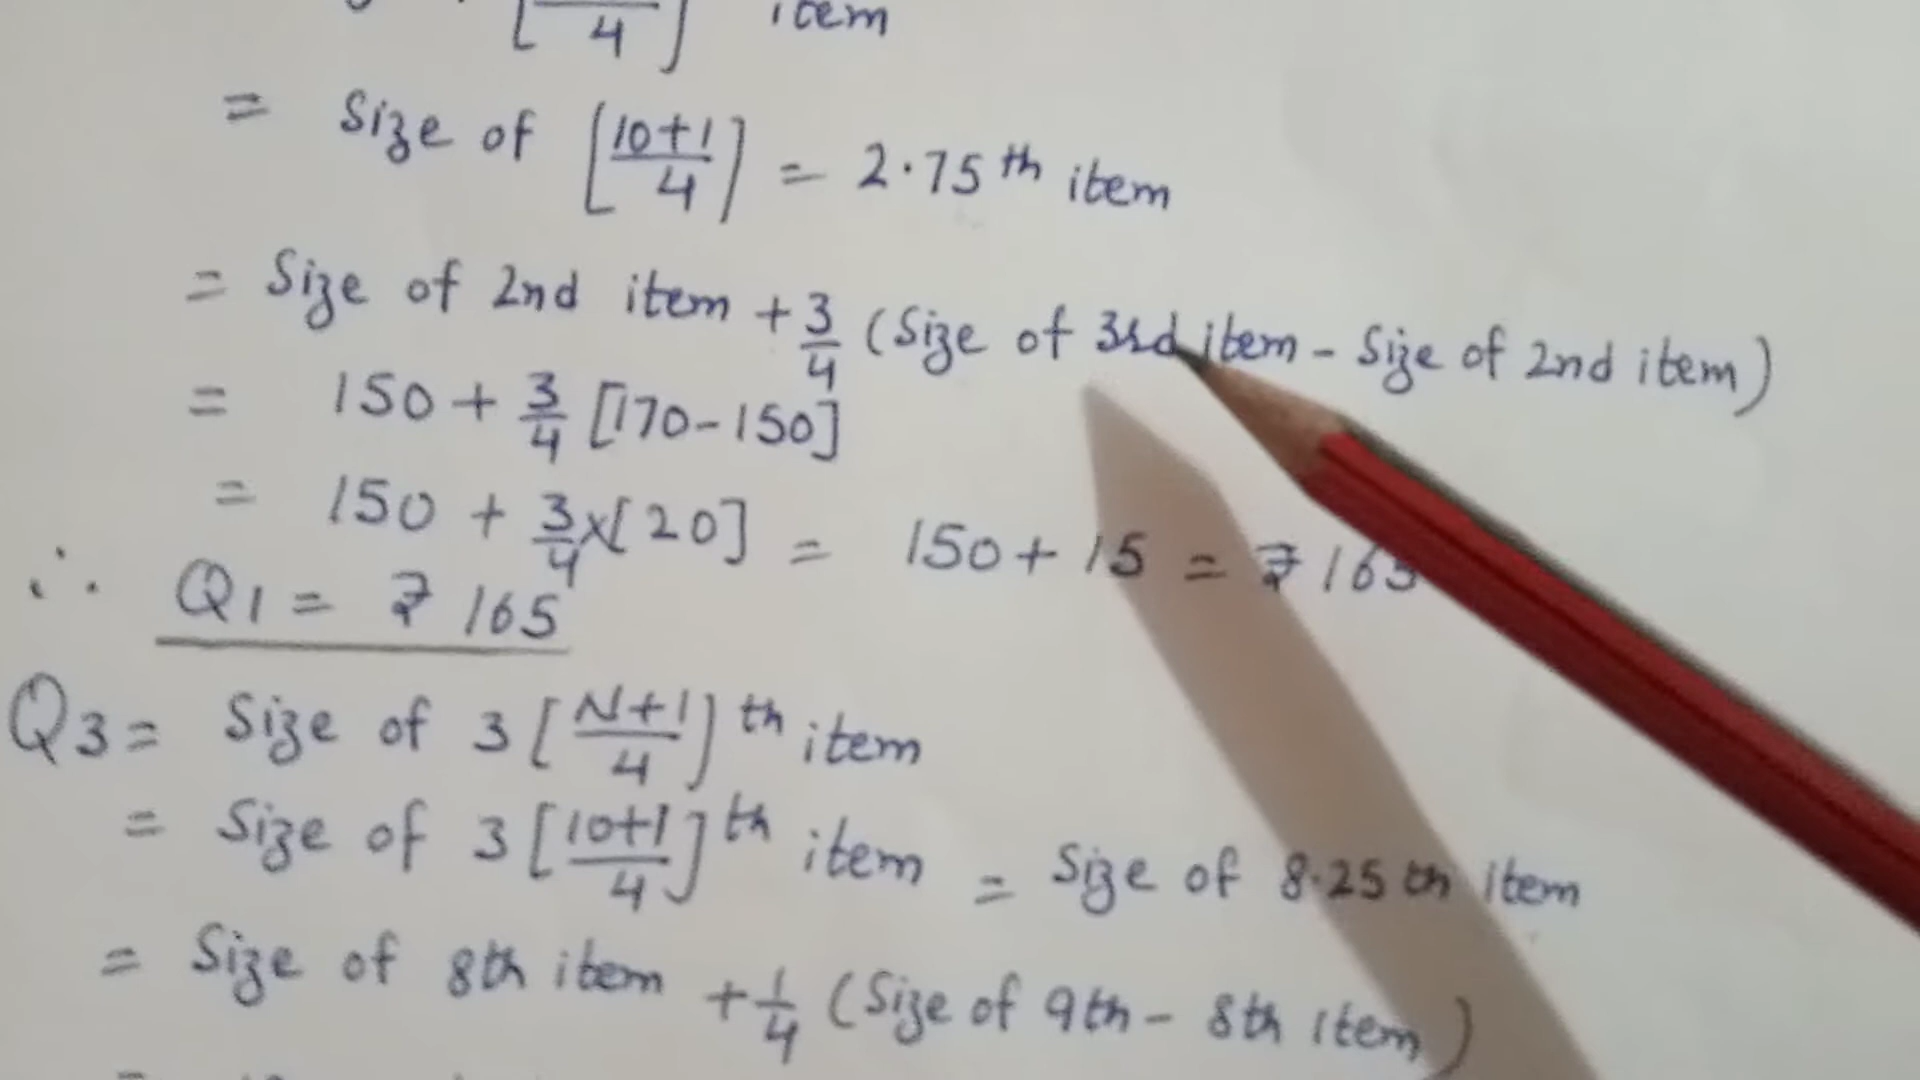 [ 4 ] item
= Size of [10+1/4] = 2.75th item
= Size of 2nd item + 3/4 (Size of 3rd item - Size of 2nd item)
= 150 + 3/4 [170-150]
= 150 + 3/4 x[20] = 150 + 15 = ₹ 165
∴ Q1 = ₹ 165
Q3 = Size of 3 [N+1/4]th item
= Size of 3 [10+1/4]th item = Size of 8.25th item
= Size of 8th item + 1/4 (Size of 9th - 8th item)